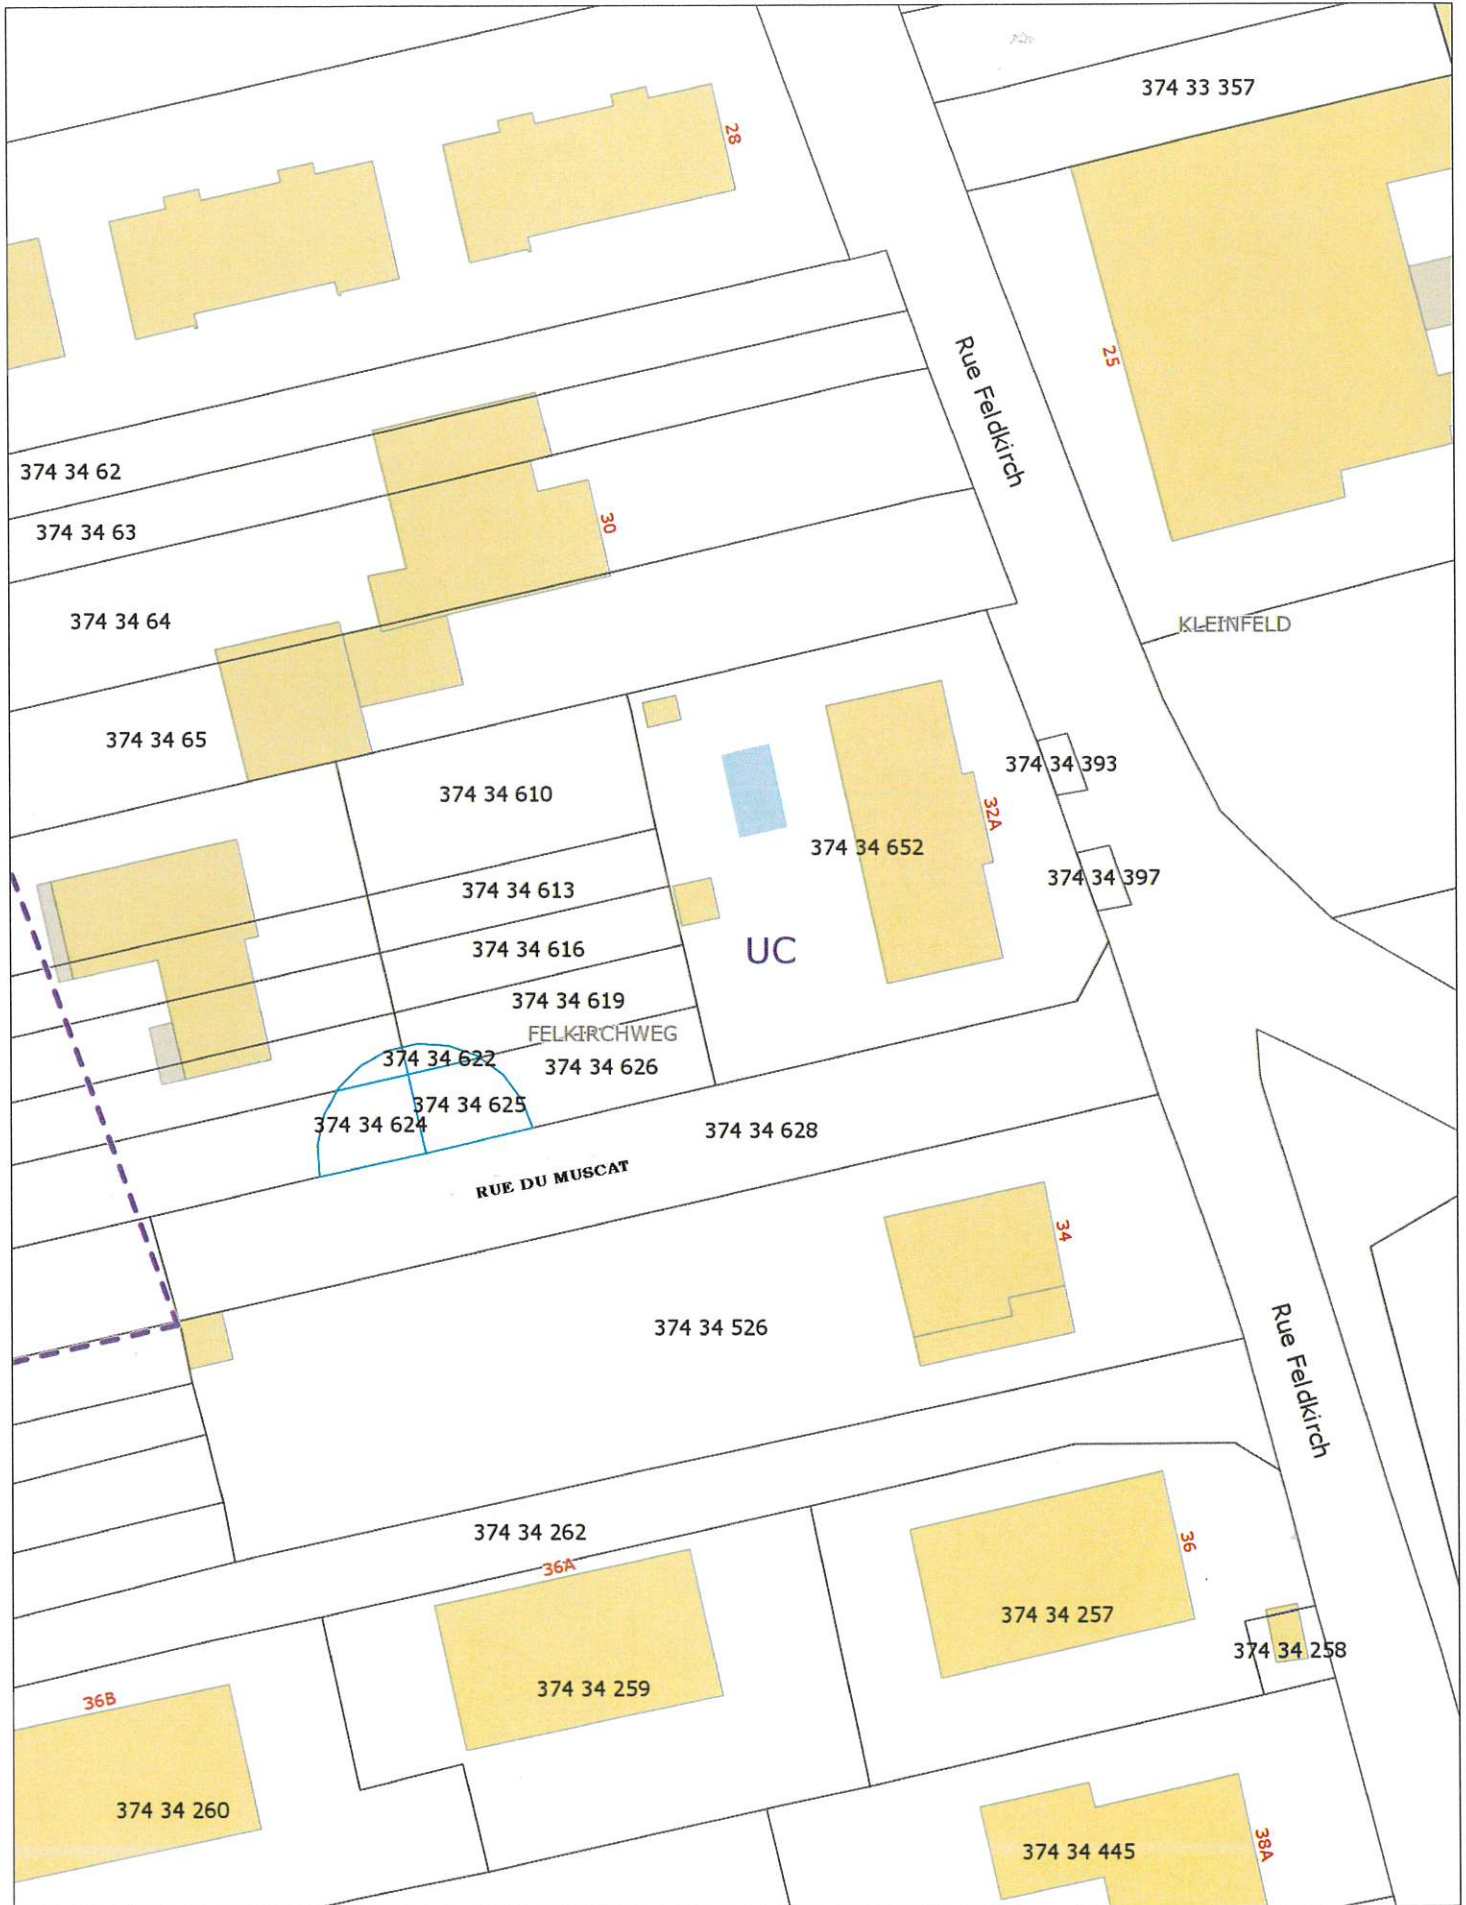 374 33 357
28
25
Rue Feldkirch
374 34 62
374 34 63
30
374 34 64
KLEINFELD
374 34 65
374 34 393
374 34 610
32A
374 34 652
374 34 397
374 34 613
374 34 616
UC
374 34 619
FELKIRCHWEG
374 34 622
374 34 626
374 34 625
374 34 624
374 34 628
RUE DU MUSCAT
34
374 34 526
Rue Feldkirch
374 34 262
36A
36
374 34 257
374 34 258
374 34 259
36B
374 34 260
374 34 445
38A